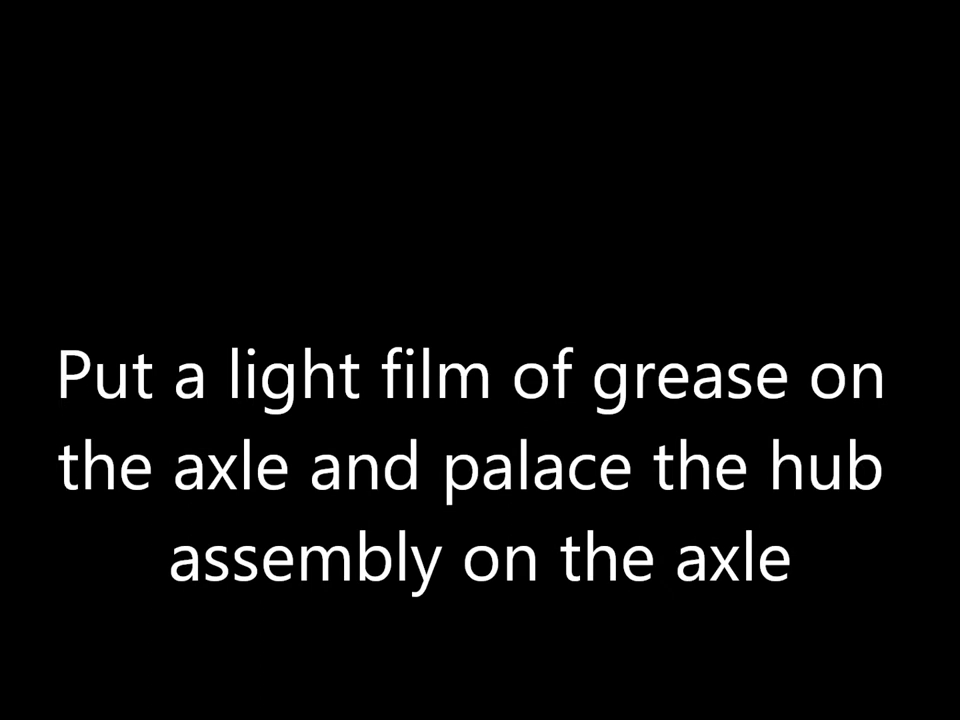 Put a light film of grease on
the axle and palace the hub
assembly on the axle